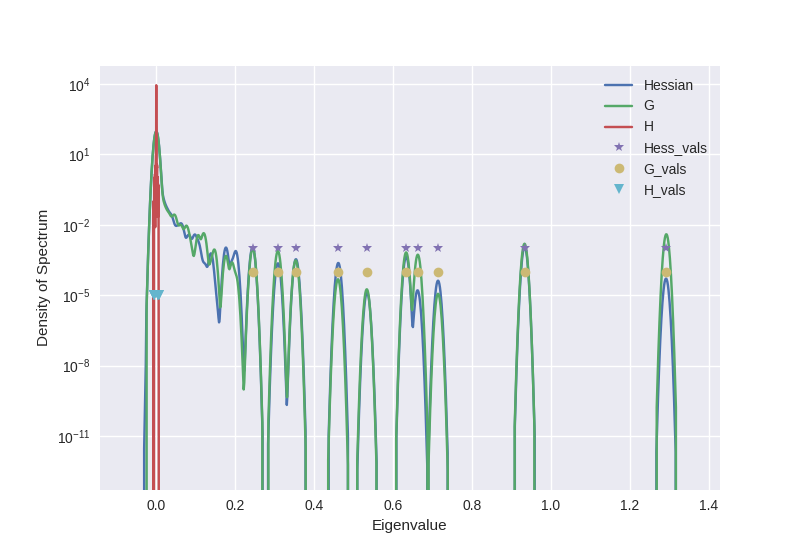 Hessian
G
H
Hess_vals
G_vals
H_vals
10^4
10^1
10^-2
10^-5
10^-8
10^-11
Density of Spectrum
0.0 0.2 0.4 0.6 0.8 1.0 1.2 1.4
Eigenvalue